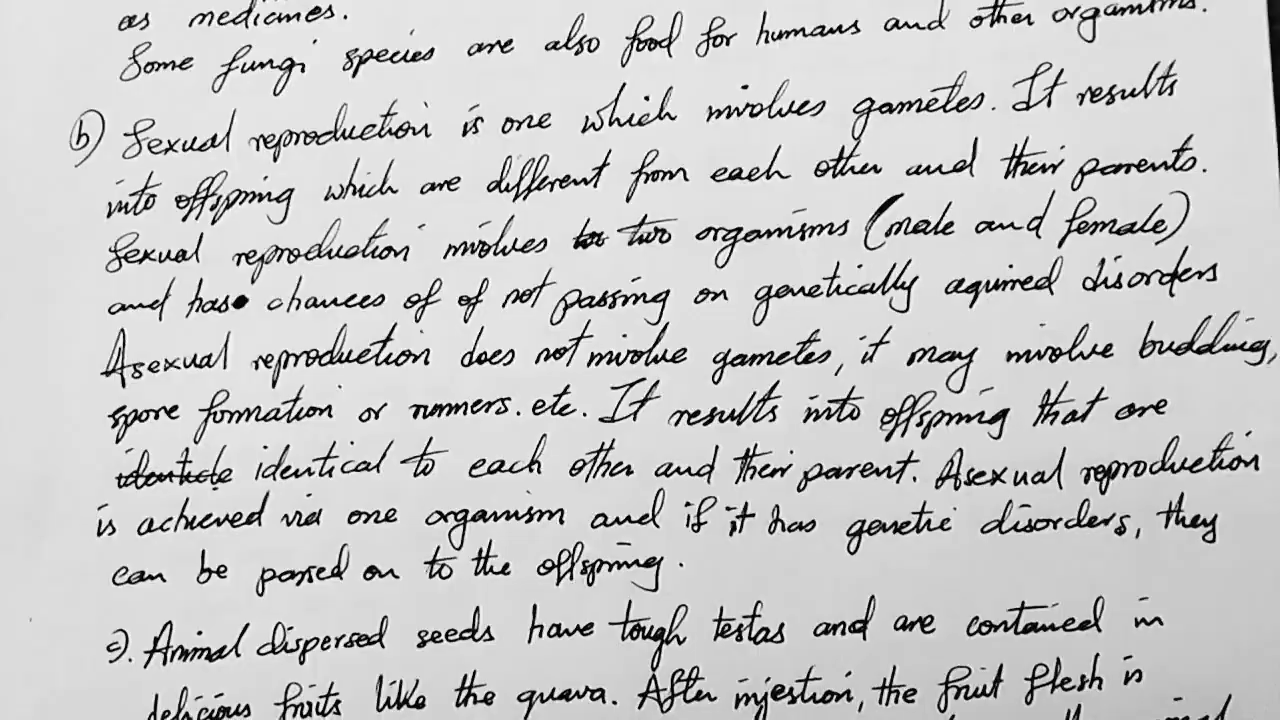 as medicines.
Some fungi species are also food for humans and other organisms.
b) Sexual reproduction is one which involves gametes. It results
into offspring which are different from each other and their parents.
Sexual reproduction involves two organisms (male and female)
and has chances of of not passing on genetically aquired disorders
Asexual reproduction does not involve gametes, it may involve budding,
spore formation or runners. etc. It results into offspring that are
identicle identical to each other and their parent. Asexual reproduction
is achieved via one organism and if it has genetic disorders, they
can be passed on to the offspring.
c). Animal dispersed seeds have tough testas and are contained in
delicious fruits like the guava. After injestion, the fruit flesh is